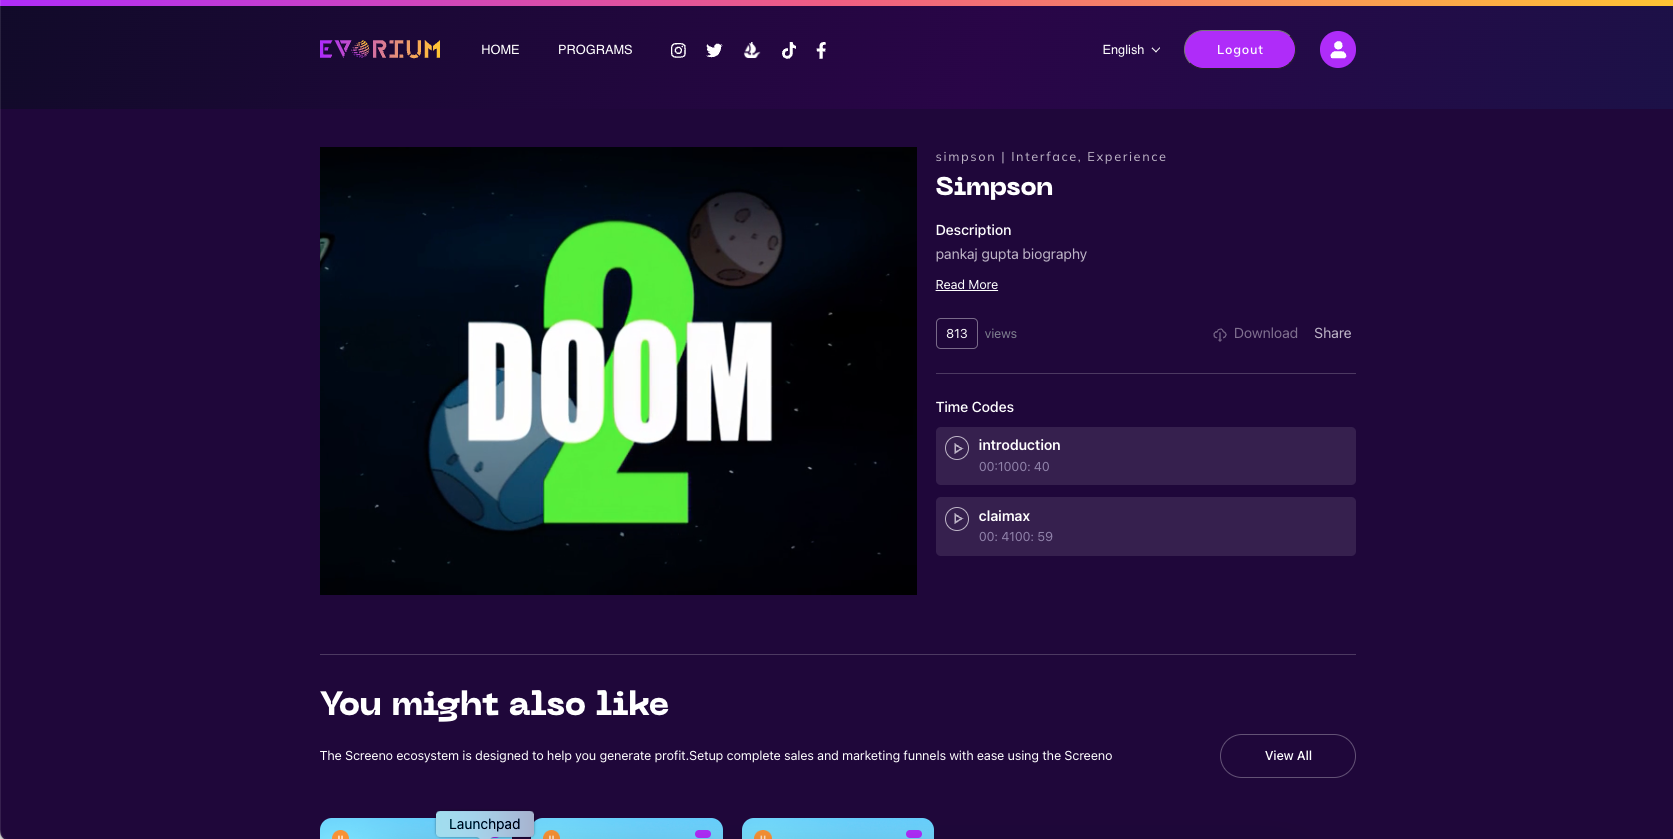 EVORIUM
HOME
PROGRAMS
English
Logout
2
DOOM
simpson | Interface, Experience
Simpson
Description
pankaj gupta biography
Read More
813
views
Download
Share
Time Codes
introduction
00:1000: 40
claimax
00: 4100: 59
You might also like
The Screeno ecosystem is designed to help you generate profit.Setup complete sales and marketing funnels with ease using the Screeno
View All
Launchpad